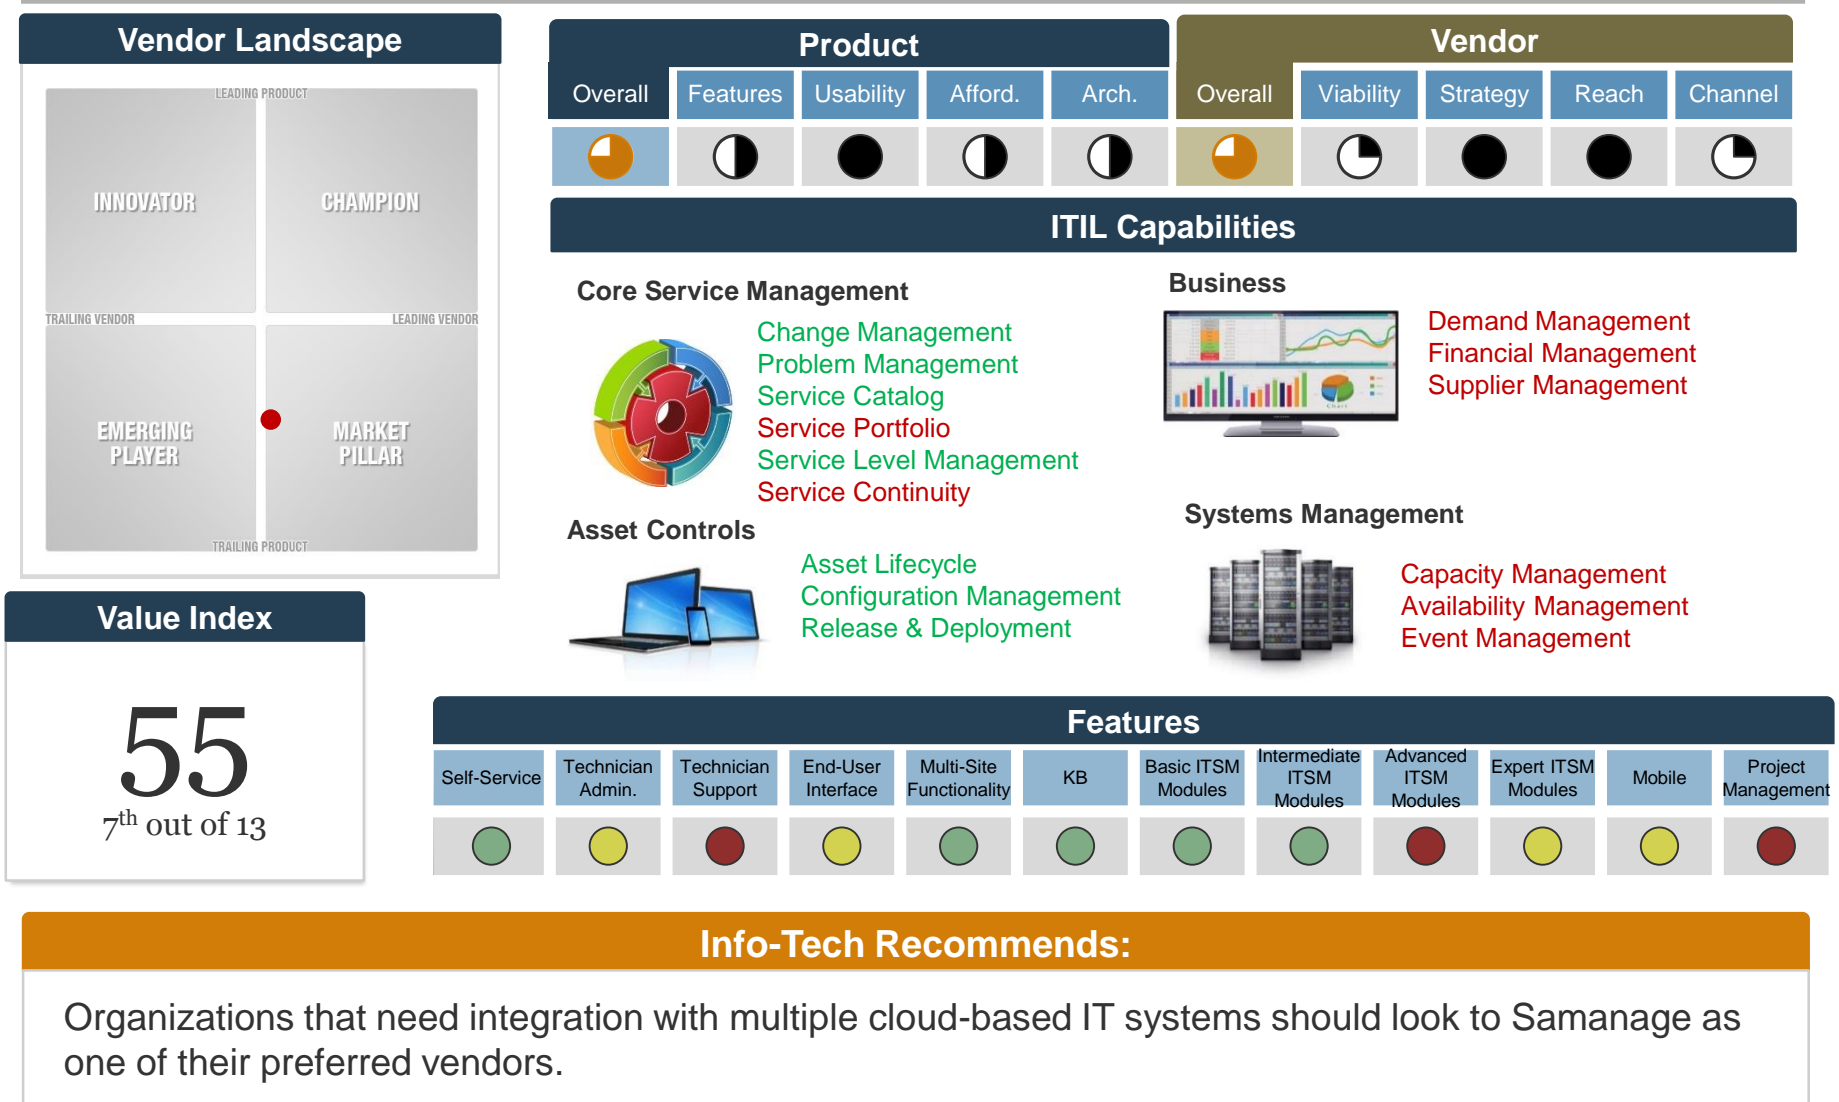 Vendor Landscape
LEADING PRODUCT
INNOVATOR
CHAMPION
TRAILING VENDOR
LEADING VENDOR
EMERGING
PLAYER
MARKET
PILLAR
TRAILING PRODUCT
Product
Vendor
Overall
Features
Usability
Afford.
Arch.
Overall
Viability
Strategy
Reach
Channel
ITIL Capabilities
Core Service Management
Change Management
Problem Management
Service Catalog
Service Portfolio
Service Level Management
Service Continuity
Business
Chart
Demand Management
Financial Management
Supplier Management
Asset Controls
Asset Lifecycle
Configuration Management
Release & Deployment
Systems Management
Capacity Management
Availability Management
Event Management
Value Index
55
7th out of 13
Features
Self-Service
Technician
Admin.
Technician
Support
End-User
Interface
Multi-Site
Functionality
KB
Basic ITSM
Modules
Intermediate
ITSM
Modules
Advanced
ITSM
Modules
Expert ITSM
Modules
Mobile
Project
Management
Info-Tech Recommends:
Organizations that need integration with multiple cloud-based IT systems should look to Samanage as
one of their preferred vendors.